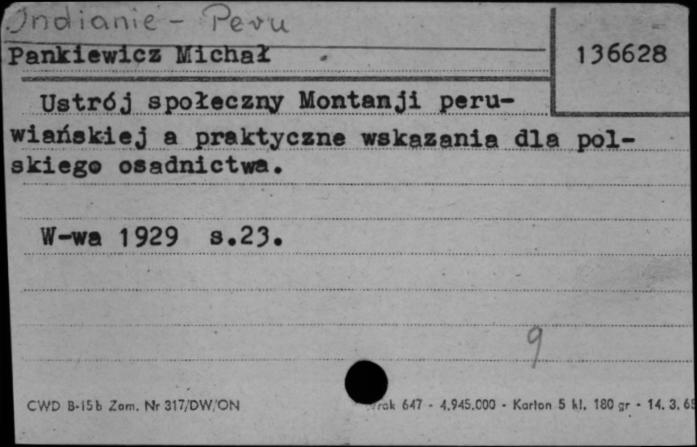 Indianie - Peru
Pankiewicz Michał
136628
Ustrój społeczny Montanji peru-
wiańskiej a praktyczne wskazania dla pol-
skiego osadnictwa.
W-wa 1929 s.23.
9
CWD B-15b Zam. Nr 317/DW/ON
647 - 4.945.000 - Karton 5 kl. 180 gr - 14. 3.